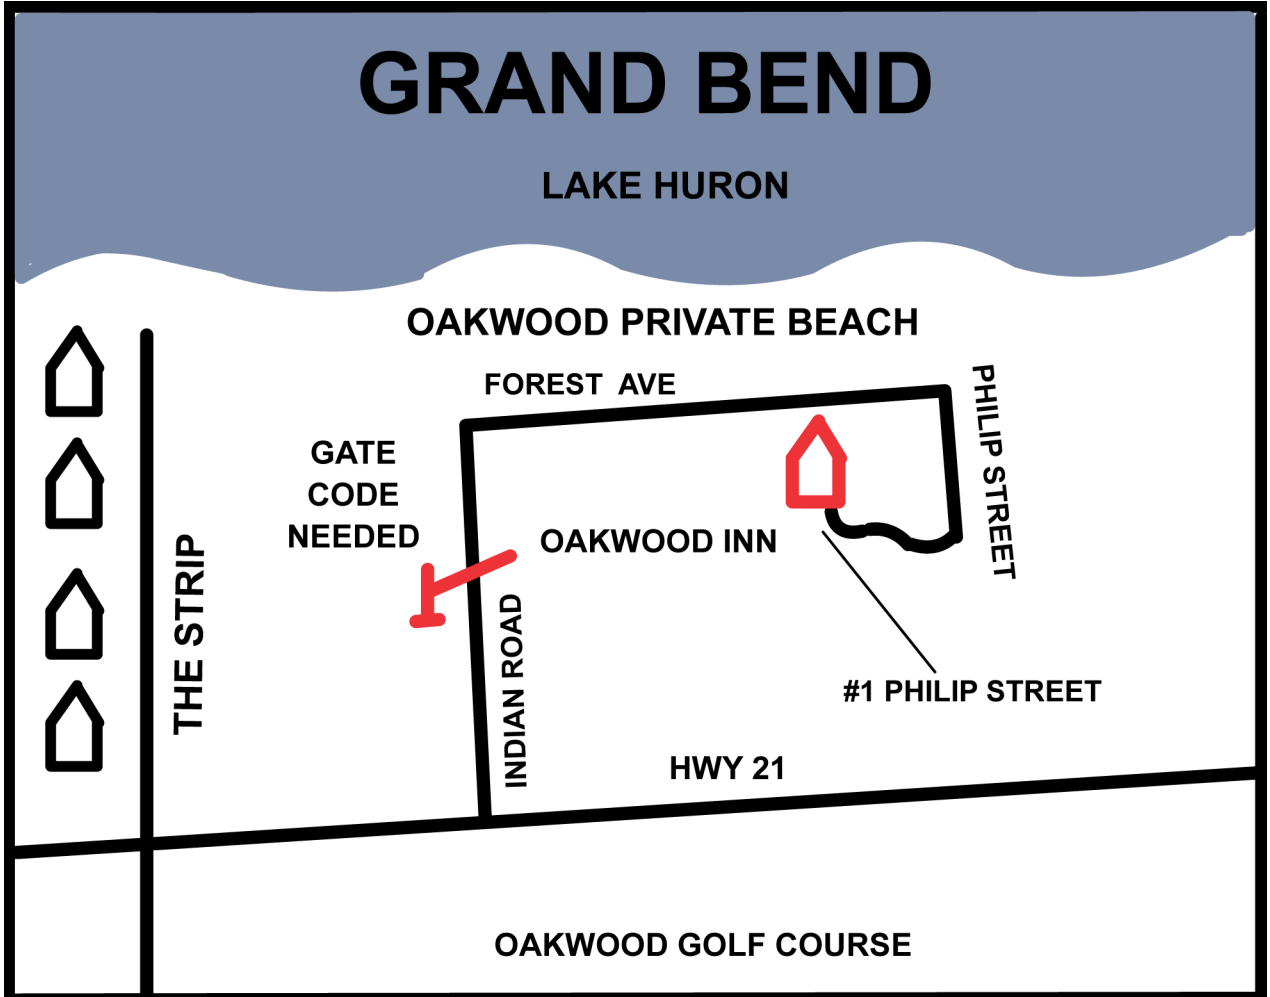 GRAND BEND
LAKE HURON
OAKWOOD PRIVATE BEACH
FOREST AVE
PHILIP STREET
GATE
CODE
NEEDED
OAKWOOD INN
THE STRIP
INDIAN ROAD
#1 PHILIP STREET
HWY 21
OAKWOOD GOLF COURSE